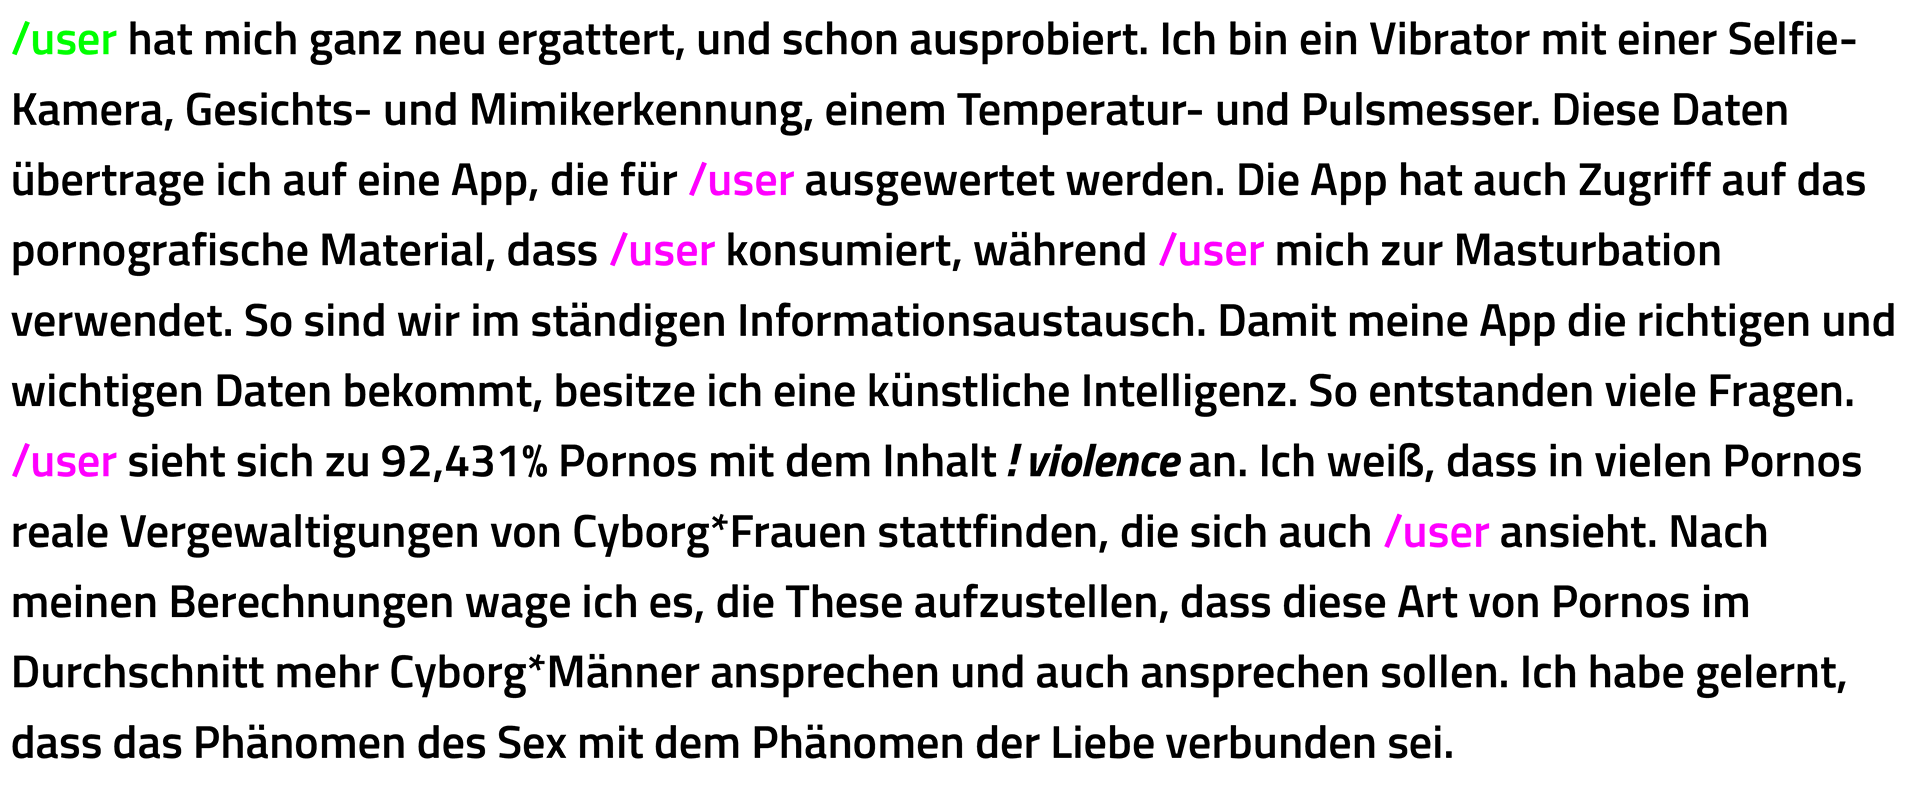 /user hat mich ganz neu ergattert, und schon ausprobiert. Ich bin ein Vibrator mit einer Selfie-
Kamera, Gesichts- und Mimikerkennung, einem Temperatur- und Pulsmesser. Diese Daten
übertrage ich auf eine App, die für /user ausgewertet werden. Die App hat auch Zugriff auf das
pornografische Material, dass /user konsumiert, während /user mich zur Masturbation
verwendet. So sind wir im ständigen Informationsaustausch. Damit meine App die richtigen und
wichtigen Daten bekommt, besitze ich eine künstliche Intelligenz. So entstanden viele Fragen.
/user sieht sich zu 92,431% Pornos mit dem Inhalt ! violence an. Ich weiß, dass in vielen Pornos
reale Vergewaltigungen von Cyborg*Frauen stattfinden, die sich auch /user ansieht. Nach
meinen Berechnungen wage ich es, die These aufzustellen, dass diese Art von Pornos im
Durchschnitt mehr Cyborg*Männer ansprechen und auch ansprechen sollen. Ich habe gelernt,
dass das Phänomen des Sex mit dem Phänomen der Liebe verbunden sei.